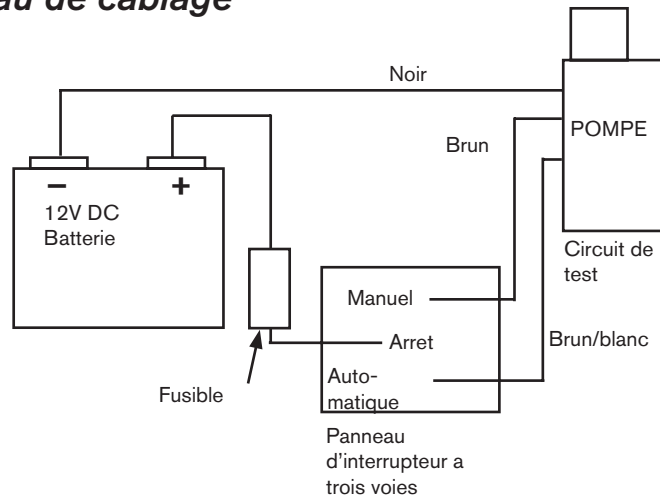 au de câblage
Noir
POMPE
Brun
–
+
12V DC
Batterie
Circuit de
test
Manuel
Arret
Brun/blanc
Auto-
matique
Fusible
Panneau
d'interrupteur a
trois voies